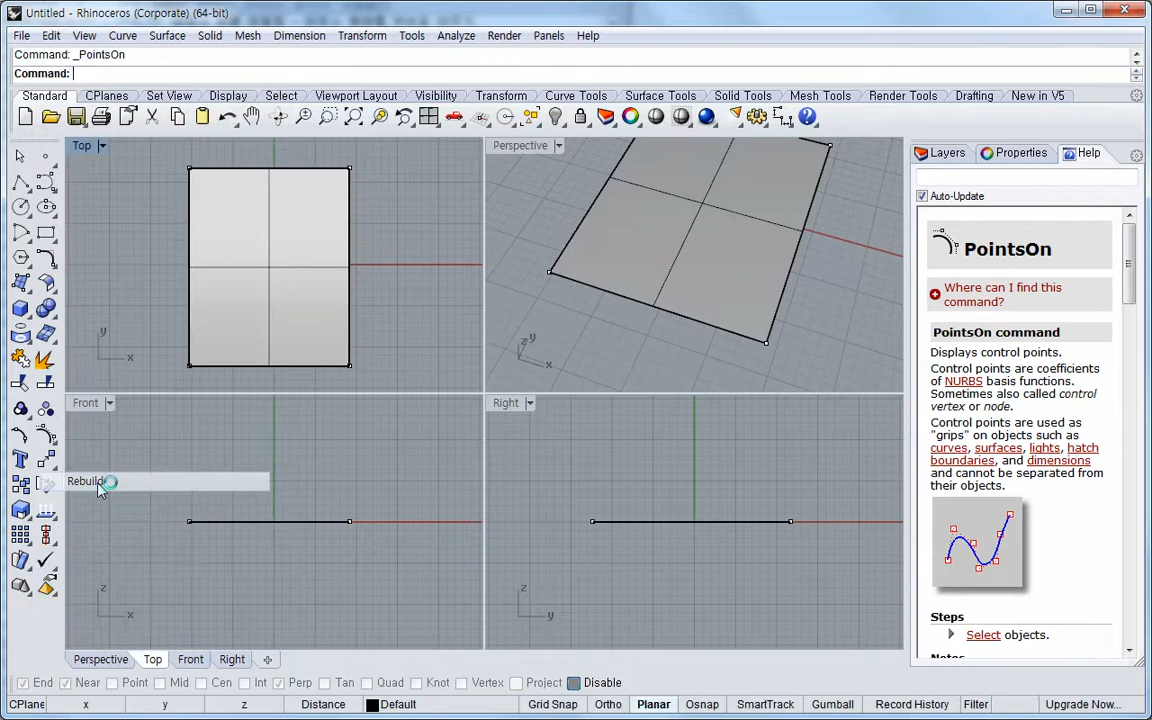 Untitled - Rhinoceros (Corporate) (64-bit)
File Edit View Curve Surface Solid Mesh Dimension Transform Tools Analyze Render Panels Help
Command: _PointsOn
Command:
Standard CPlanes Set View Display Select Viewport Layout Visibility Transform Curve Tools Surface Tools Solid Tools Mesh Tools Render Tools Drafting New in V5
Top
y
x
Perspective
z
y
x
Front
z
x
Right
z
y
Rebuild
Layers Properties Help
Auto-Update
PointsOn
Where can I find this
command?
PointsOn command
Displays control points.
Control points are coefficients
of NURBS basis functions.
Sometimes also called control
vertex or node.
Control points are used as
"grips" on objects such as
curves, surfaces, lights, hatch
boundaries, and dimensions
and cannot be separated from
their objects.
Steps
Select objects.
Perspective Top Front Right
End Near Point Mid Cen Int Perp Tan Quad Knot Vertex Project Disable
CPlane x y z Distance Default Grid Snap Ortho Planar Osnap SmartTrack Gumball Record History Filter Upgrade Now...